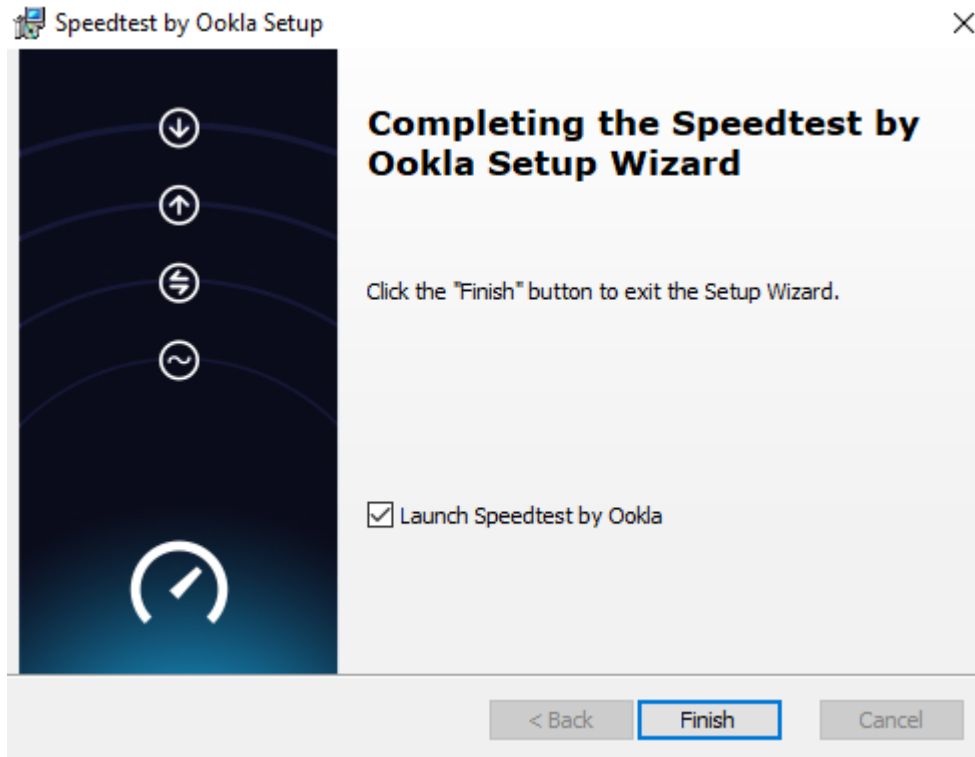 Speedtest by Ookla Setup
Completing the Speedtest by
Ookla Setup Wizard
Click the "Finish" button to exit the Setup Wizard.
Launch Speedtest by Ookla
< Back
Finish
Cancel